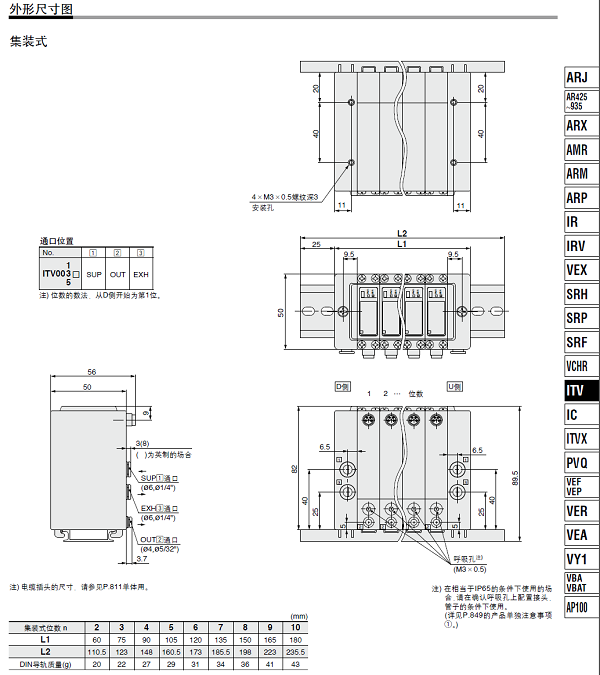 外形尺寸图
集装式
20
40
20
40
4×M3×0.5螺纹深3
安装孔
11
11
通口位置
No. 1 2 3
ITV00 1 3 5 □ SUP OUT EXH
注) 位数的数法，从D侧开始为第1位。
L2
25
L1
9.5
9.5
50
D侧
U侧
1 2 ··· 位数
56
50
9
3(8)
( )为英制的场合
SUP1通口
(ø6,ø1/4")
EXH3通口
(ø6,ø1/4")
OUT2通口
(ø4,ø5/32")
3.7
6.5
6.5
82
40
25
5
5
25
40
89.5
呼吸孔注)
(M3×0.5)
注) 电缆插头的尺寸，请参见P.811单体用。
注) 在相当于IP65的条件下使用的场
合，请在确认呼吸孔上配置接头、
管子的条件下使用。
(详见P.849的产品单独注意事项
①。)
(mm)
集装式位数 n 2 3 4 5 6 7 8 9 10
L1 60 75 90 105 120 135 150 165 180
L2 110.5 123 148 160.5 173 185.5 198 223 235.5
DIN导轨质量(g) 20 22 27 29 31 34 36 41 43
ARJ
AR425
~935
ARX
AMR
ARM
ARP
IR
IRV
VEX
SRH
SRP
SRF
VCHR
ITV
IC
ITVX
PVQ
VEF
VEP
VER
VEA
VY1
VBA
VBAT
AP100